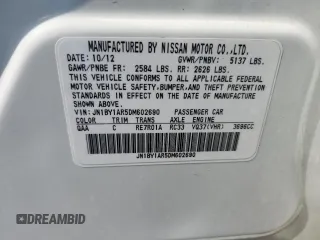 MANUFACTURED BY NISSAN MOTOR CO.,LTD.
DATE: 10/12 GVWR/PNBV: 5137 LBS.
GAWR/PNBE FR: 2584 LBS. RR: 2626 LBS.
THIS VEHICLE CONFORMS TO ALL APPLICABLE FEDERAL
MOTOR VEHICLE SAFETY,BUMPER,AND THEFT PREVENTION
STANDARDS IN EFFECT ON THE DATE OF
MANUFACTURE SHOWN ABOVE.
VIN: JN1BY1AR5DM602690 PASSENGER CAR
COLOR TRIM TRANS AXLE ENGINE
QAA C RE7R01A RC33 VQ37(VHR) 3696CC
JN1BY1AR5DM602690